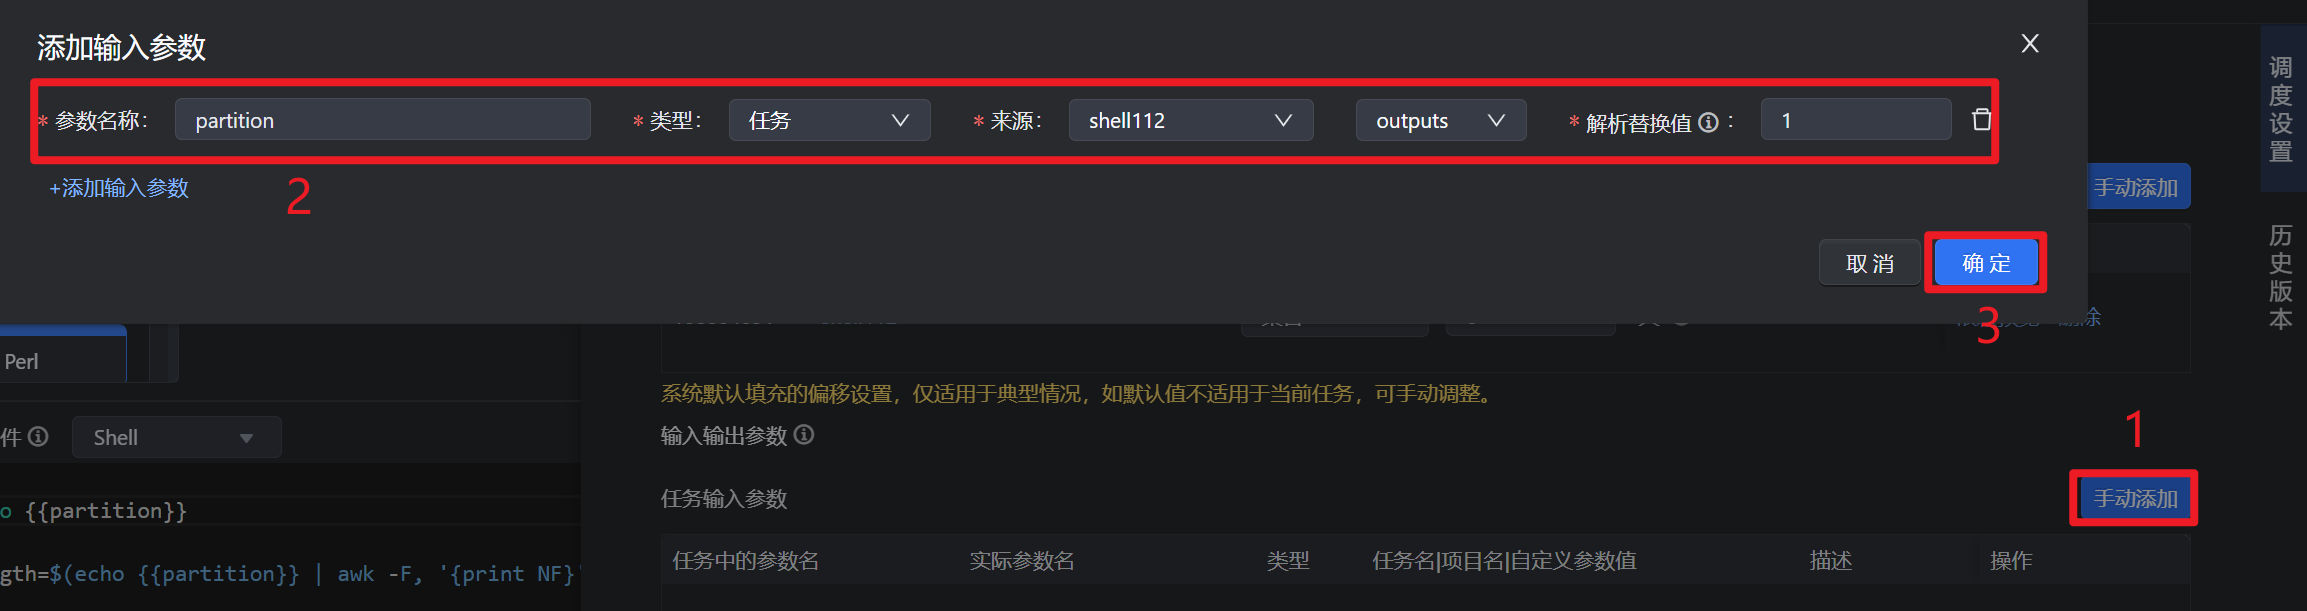 添加输入参数
* 参数名称： partition * 类型： 任务 * 来源： shell112 outputs * 解析替换值 ： 1
+添加输入参数
2
取 消 确 定
3
调度设置
历史版本
手动添加
删除
Perl
系统默认填充的偏移设置，仅适用于典型情况，如默认值不适用于当前任务，可手动调整。
件 Shell
输入输出参数
1
任务输入参数 手动添加
o {{partition}}
任务中的参数名 实际参数名 类型 任务名|项目名|自定义参数值 描述 操作
gth=$(echo {{partition}} | awk -F, '{print NF}'